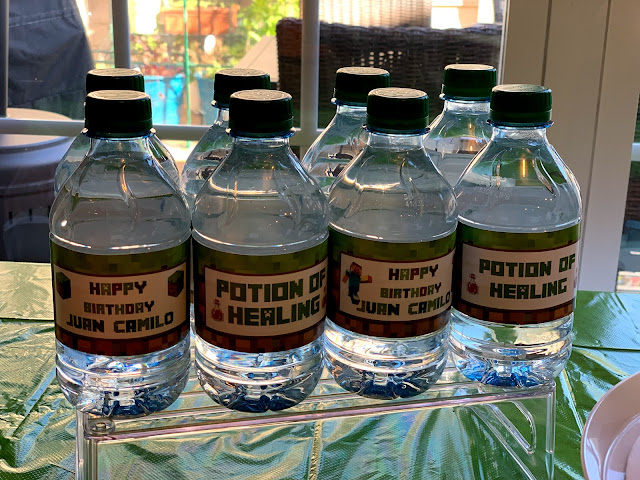 HAPPY
BIRTHDAY
JUAN CAMILO
POTION OF
HEALING
HAPPY
BIRTHDAY
JUAN CAMILO
POTION OF
HEALING